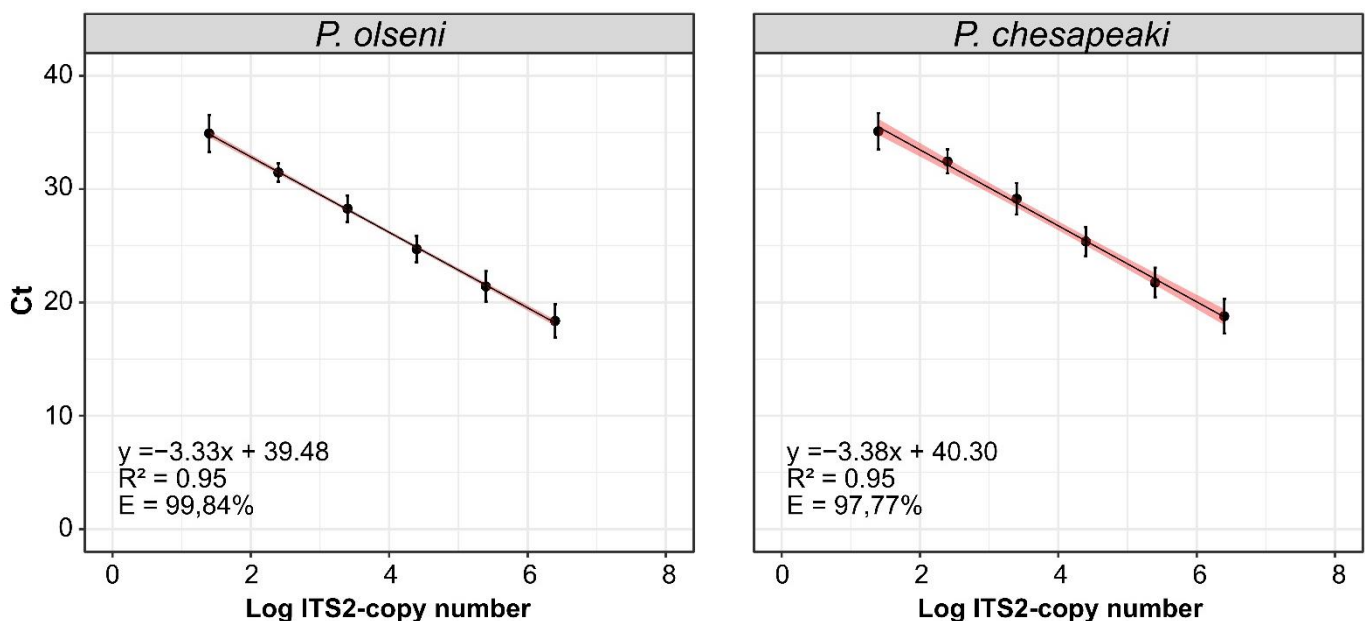 P. olseni
P. chesapeaki
40
30
20
10
0
Ct
y =−3.33x + 39.48
R² = 0.95
E = 99,84%
y =−3.38x + 40.30
R² = 0.95
E = 97,77%
0 2 4 6 8
0 2 4 6 8
Log ITS2-copy number
Log ITS2-copy number